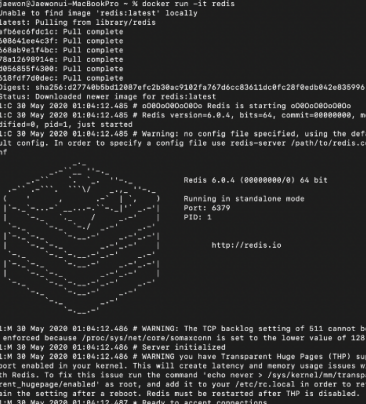 jaewon@Jaewonui-MacBookPro ~ % docker run -it redis
Unable to find image 'redis:latest' locally
latest: Pulling from library/redis
afb6ec6fdc1c: Pull complete
608641ee4c3f: Pull complete
668ab9e1f4bc: Pull complete
78a12698914e: Pull complete
d056855f4300: Pull complete
618fdf7d0dec: Pull complete
Digest: sha256:
Status: Downloaded newer image for redis:latest
1:C 30 May 2020 01:04:12.485 # oO0OoO0OoO0Oo Redis is starting oO0OoO0OoO0Oo
1:C 30 May 2020 01:04:12.485 # Redis version=6.0.4, bits=64, commit=00000000, mo
dified=0, pid=1, just started
1:C 30 May 2020 01:04:12.485 # Warning: no config file specified, using the defa
ult config. In order to specify a config file use redis-server /path/to/redis.co
nf
Redis 6.0.4 (00000000/0) 64 bit
Running in standalone mode
Port: 6379
PID: 1
http://redis.io
1:M 30 May 2020 01:04:12.486 # WARNING: The TCP backlog setting of 511 cannot be
enforced because /proc/sys/net/core/somaxconn is set to the lower value of 128
1:M 30 May 2020 01:04:12.486 # Server initialized
1:M 30 May 2020 01:04:12.486 # WARNING you have Transparent Huge Pages (THP) sup
port enabled in your kernel. This will create latency and memory usage issues w
th Redis. To fix this issue run the command 'echo never > /sys/kernel/mm/transp
rent_hugepage/enabled' as root, and add it to your /etc/rc.local in order to ret
ain the setting after a reboot. Redis must be restarted after THP is disabled.
1:M 30 May 2020 01:04:12.487 * Ready to accept connections